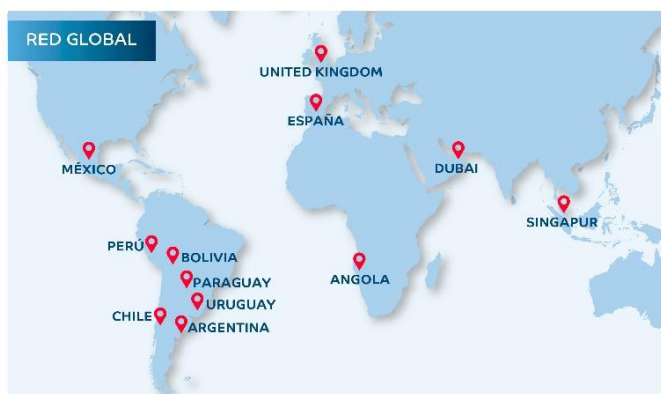 RED GLOBAL
UNITED KINGDOM
ESPAÑA
MÉXICO
DUBAI
SINGAPUR
PERÚ
BOLIVIA
ANGOLA
PARAGUAY
URUGUAY
CHILE
ARGENTINA